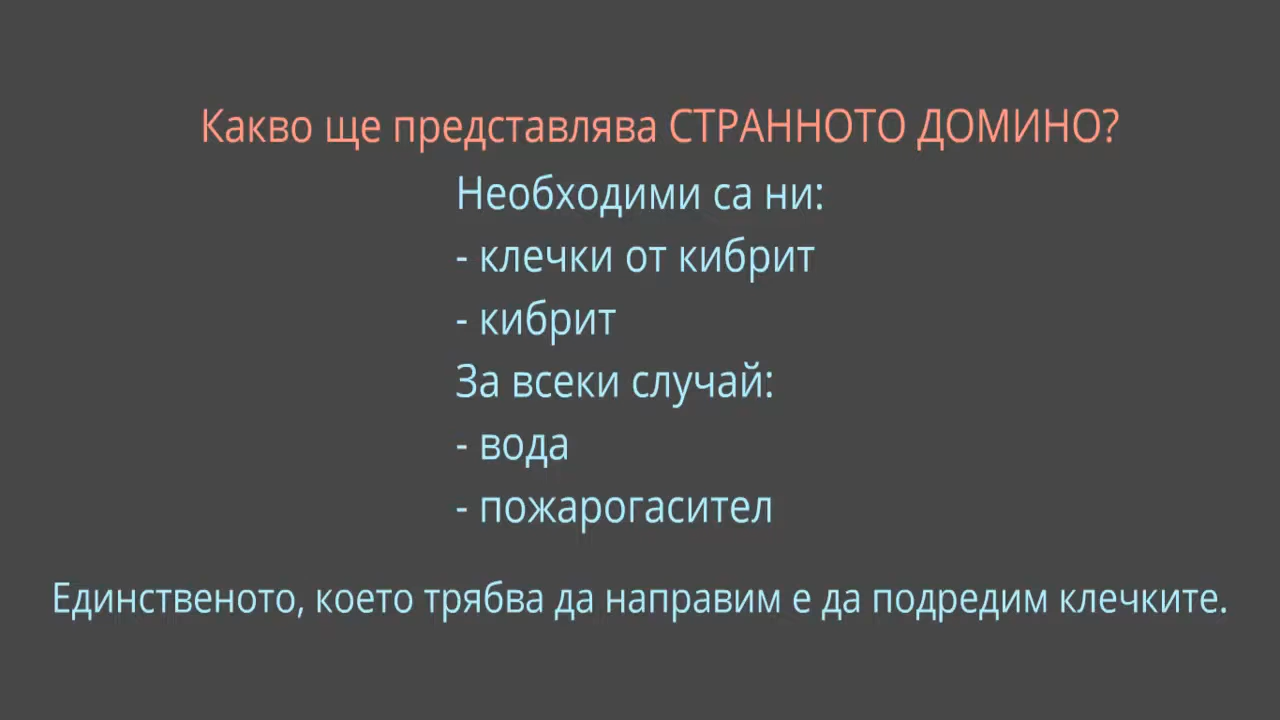 Какво ще представлява СТРАННОТО ДОМИНО?
Необходими са ни:
- клечки от кибрит
- кибрит
За всеки случай:
- вода
- пожарогасител
Единственото, което трябва да направим е да подредим клечките.